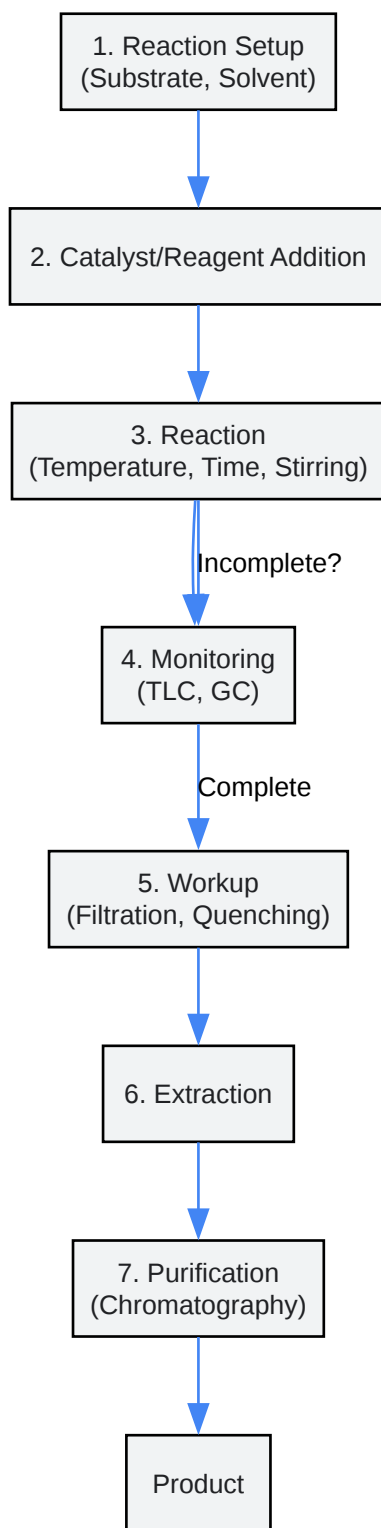 1. Reaction Setup
(Substrate, Solvent)
2. Catalyst/Reagent Addition
3. Reaction
(Temperature, Time, Stirring)
Incomplete?
4. Monitoring
(TLC, GC)
Complete
5. Workup
(Filtration, Quenching)
6. Extraction
7. Purification
(Chromatography)
Product